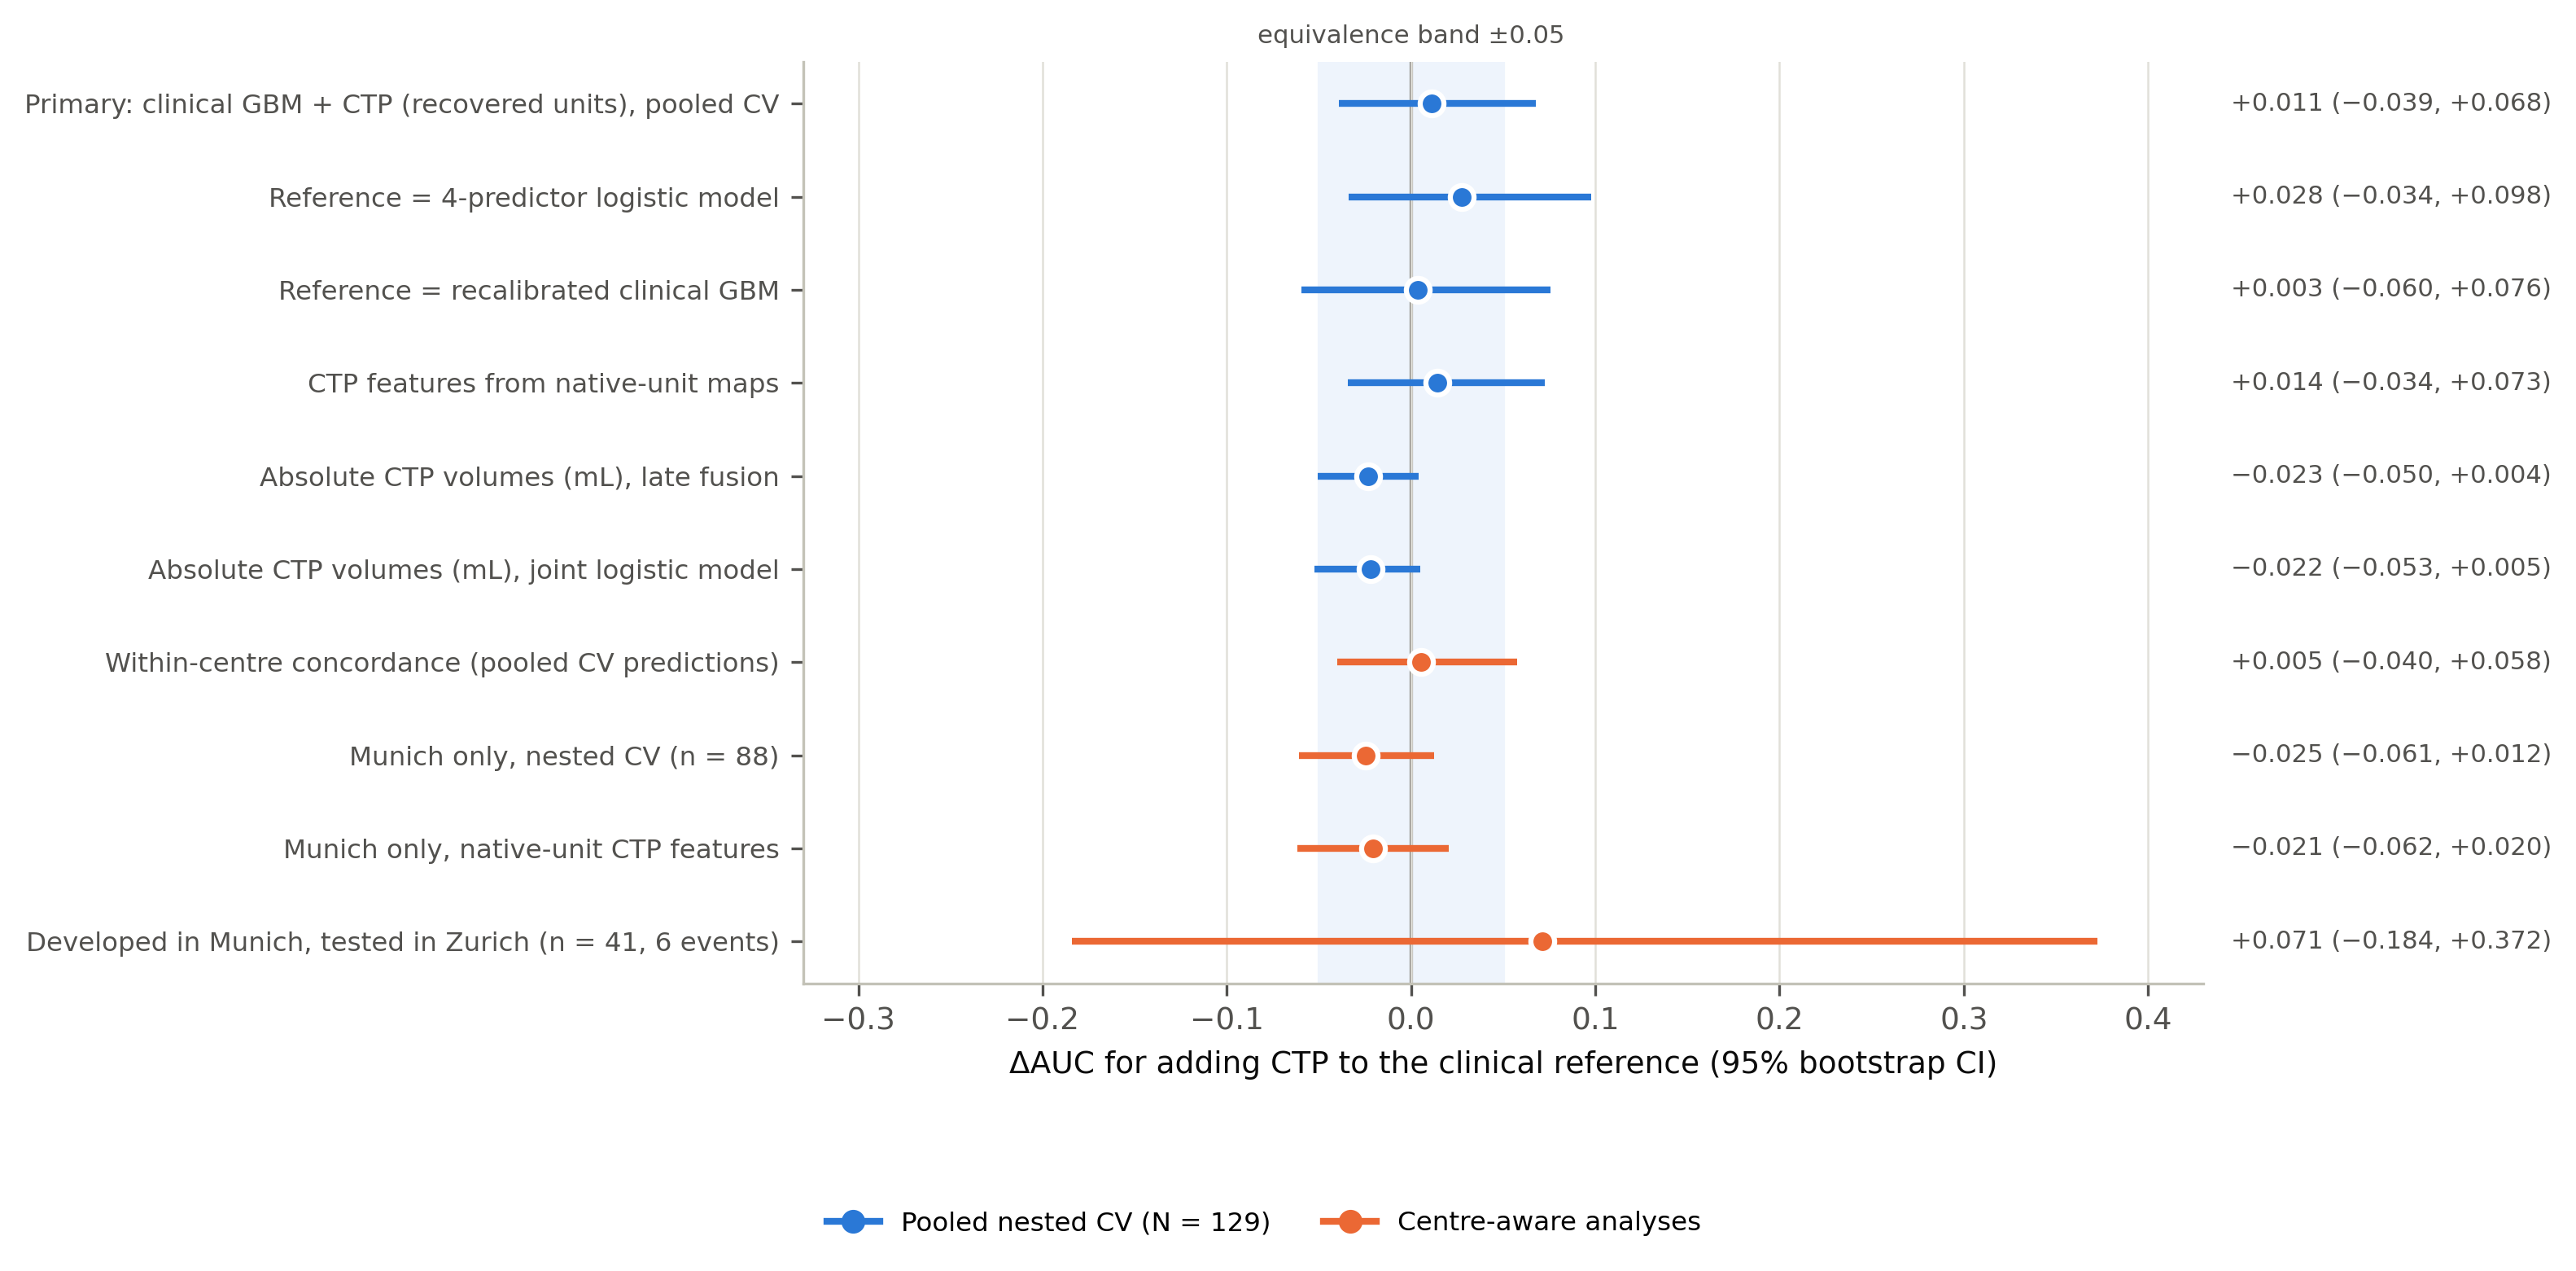 equivalence band ±0.05
Primary: clinical GBM + CTP (recovered units), pooled CV
+0.011 (−0.039, +0.068)
Reference = 4-predictor logistic model
+0.028 (−0.034, +0.098)
Reference = recalibrated clinical GBM
+0.003 (−0.060, +0.076)
CTP features from native-unit maps
+0.014 (−0.034, +0.073)
Absolute CTP volumes (mL), late fusion
−0.023 (−0.050, +0.004)
Absolute CTP volumes (mL), joint logistic model
−0.022 (−0.053, +0.005)
Within-centre concordance (pooled CV predictions)
+0.005 (−0.040, +0.058)
Munich only, nested CV (n = 88)
−0.025 (−0.061, +0.012)
Munich only, native-unit CTP features
−0.021 (−0.062, +0.020)
Developed in Munich, tested in Zurich (n = 41, 6 events)
+0.071 (−0.184, +0.372)
−0.3 −0.2 −0.1 0.0 0.1 0.2 0.3 0.4
ΔAUC for adding CTP to the clinical reference (95% bootstrap CI)
Pooled nested CV (N = 129) Centre-aware analyses